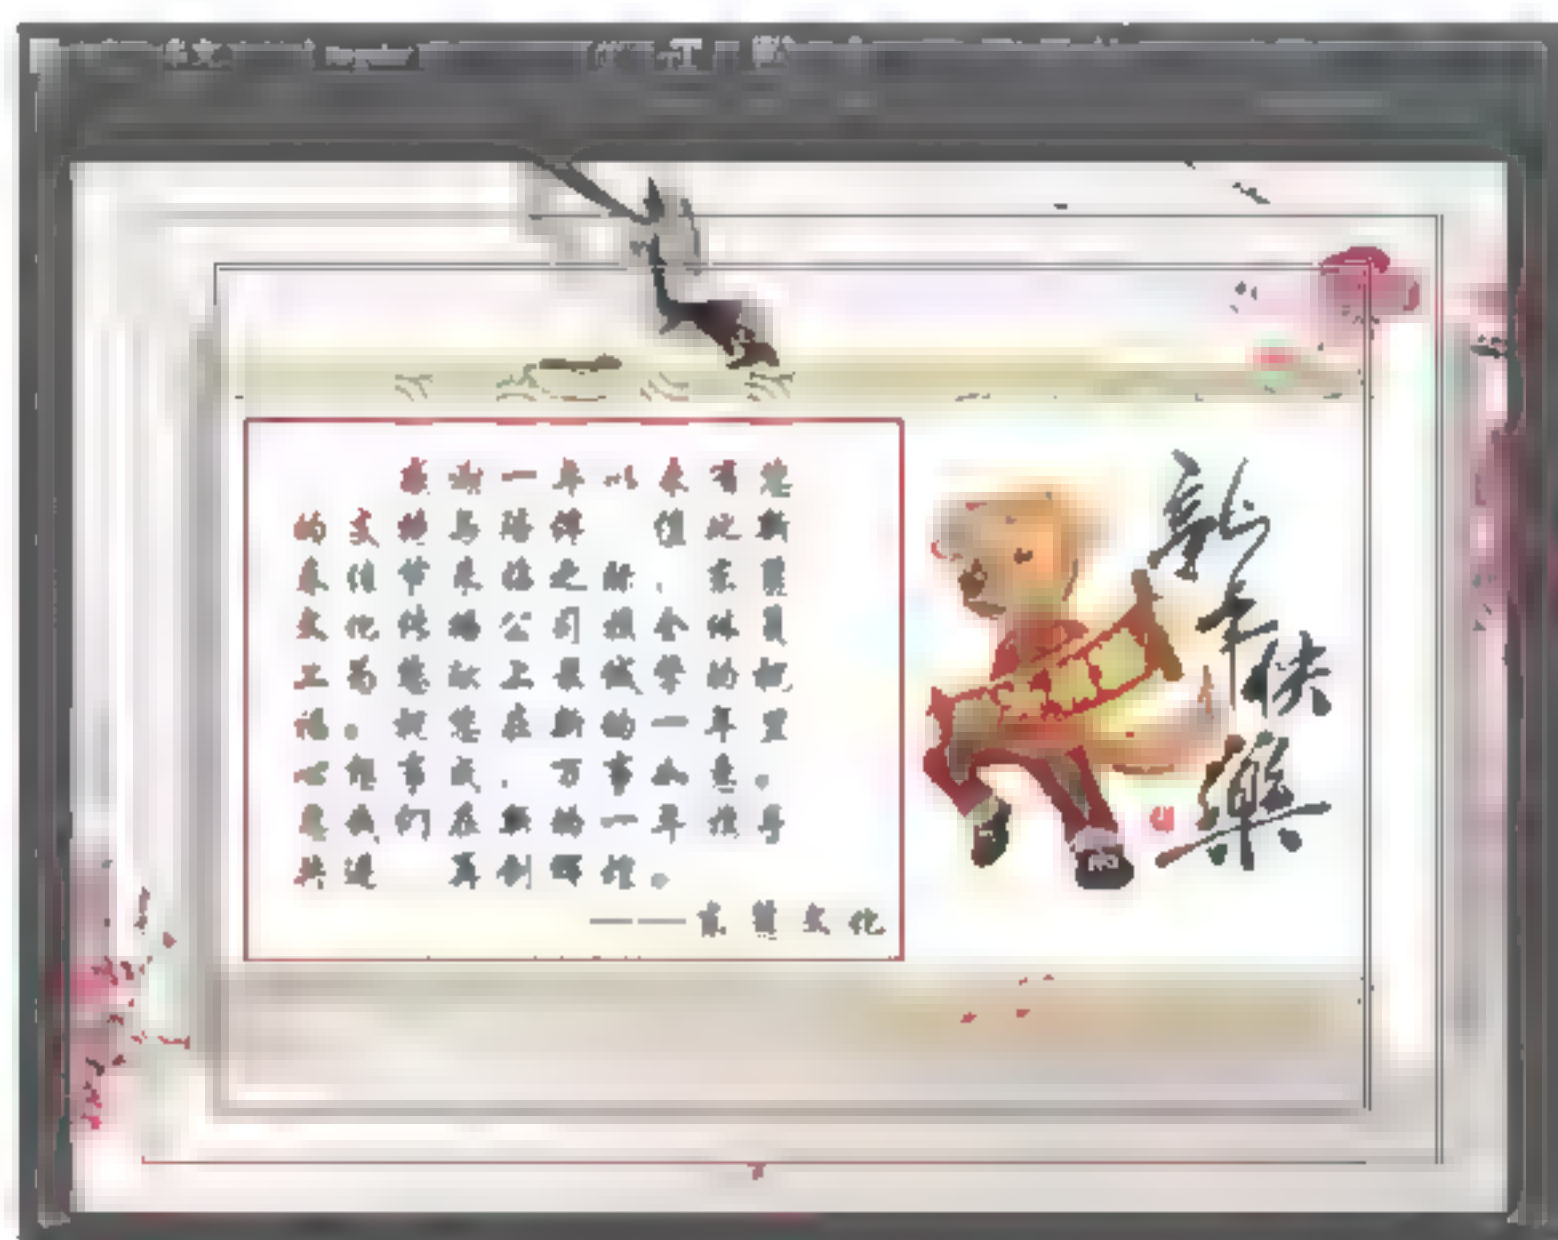 感谢一年以来有您
的支持与陪伴 值此新
春佳节来临之际，京晨
文化传播公司携全体员
工为您献上最诚挚的祝
福。祝您在新的一年里
心想事成，万事如意。
愿我们在新的一年携手
共进 再创辉煌。
文化
新年快樂